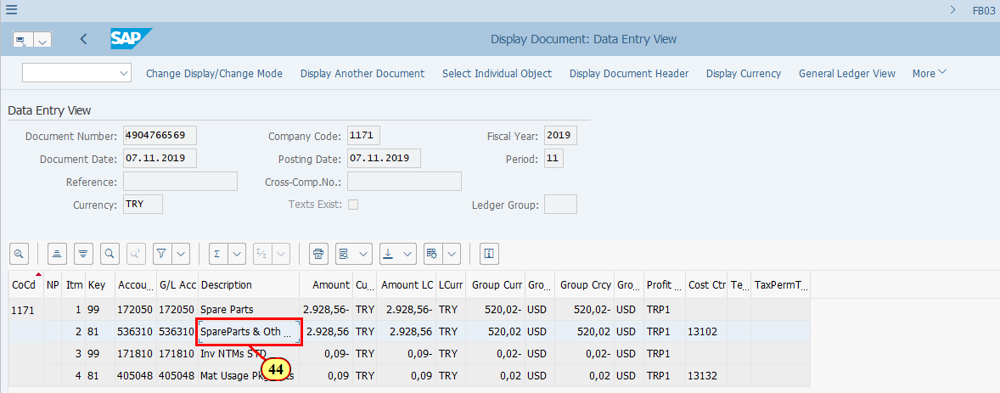 FB03
SAP Display Document: Data Entry View
Change Display/Change Mode Display Another Document Select Individual Object Display Document Header Display Currency General Ledger View More
Data Entry View
Document Number: 4904766569 Company Code: 1171 Fiscal Year: 2019
Document Date: 07.11.2019 Posting Date: 07.11.2019 Period: 11
Reference: Cross-Comp.No.:
Currency: TRY Texts Exist: Ledger Group:
CoCd NP Itm Key Accou... G/L Acc Description Amount Cu... Amount LC LCurr Group Curr Gro... Group Crcy Gro... Profit ... Cost Ctr Te... TaxPermT...
1171 1 99 172050 172050 Spare Parts 2.928,56- TRY 2.928,56- TRY 520,02- USD 520,02- USD TRP1
2 81 536310 536310 SpareParts & Oth ... 2.928,56 TRY 2.928,56 TRY 520,02 USD 520,02 USD TRP1 13102
3 99 171810 171810 Inv NTMs STD 0,09- TRY 0,09- TRY 0,02- USD 0,02- USD TRP1
44
4 81 405048 405048 Mat Usage Pkg 0,09 TRY 0,09 TRY 0,02 USD 0,02 USD TRP1 13132